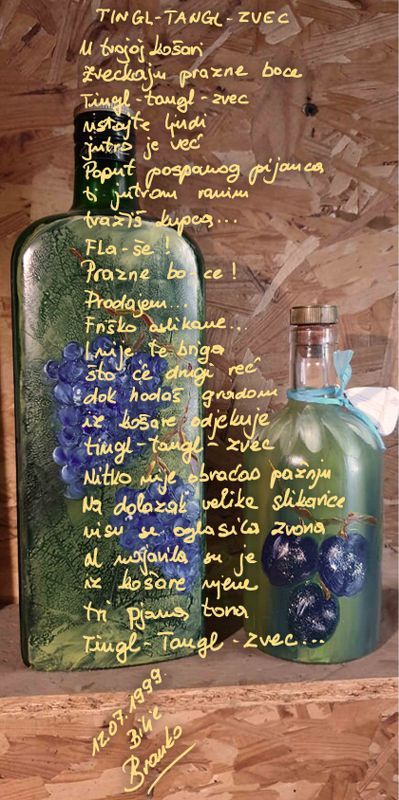 TINGL-TANGL-ZVEC
U tvojoj košari
Zveckaju prazne boce
Tingl-tangl-zvec
ustajte ljudi
jutro je već
Poput pospanog pijanca
ti jutrom ranim
tražiš kupca...
Fla-še!
Prazne bo-ce!
Prodajem...
Friško oslikane...
I nije te briga
što će drugi reć
dok hodaš gradom
iz košare odjekuje
tingl-tangl-zvec
Nitko nije obraćao pažnju
Na dolazak velike slikarice
nisu se oglasila zvona
al najavila su je
iz košare njene
tri pjana tona
Tingl-Tangl-zvec...
12.07.1999.
Bilie
Branko